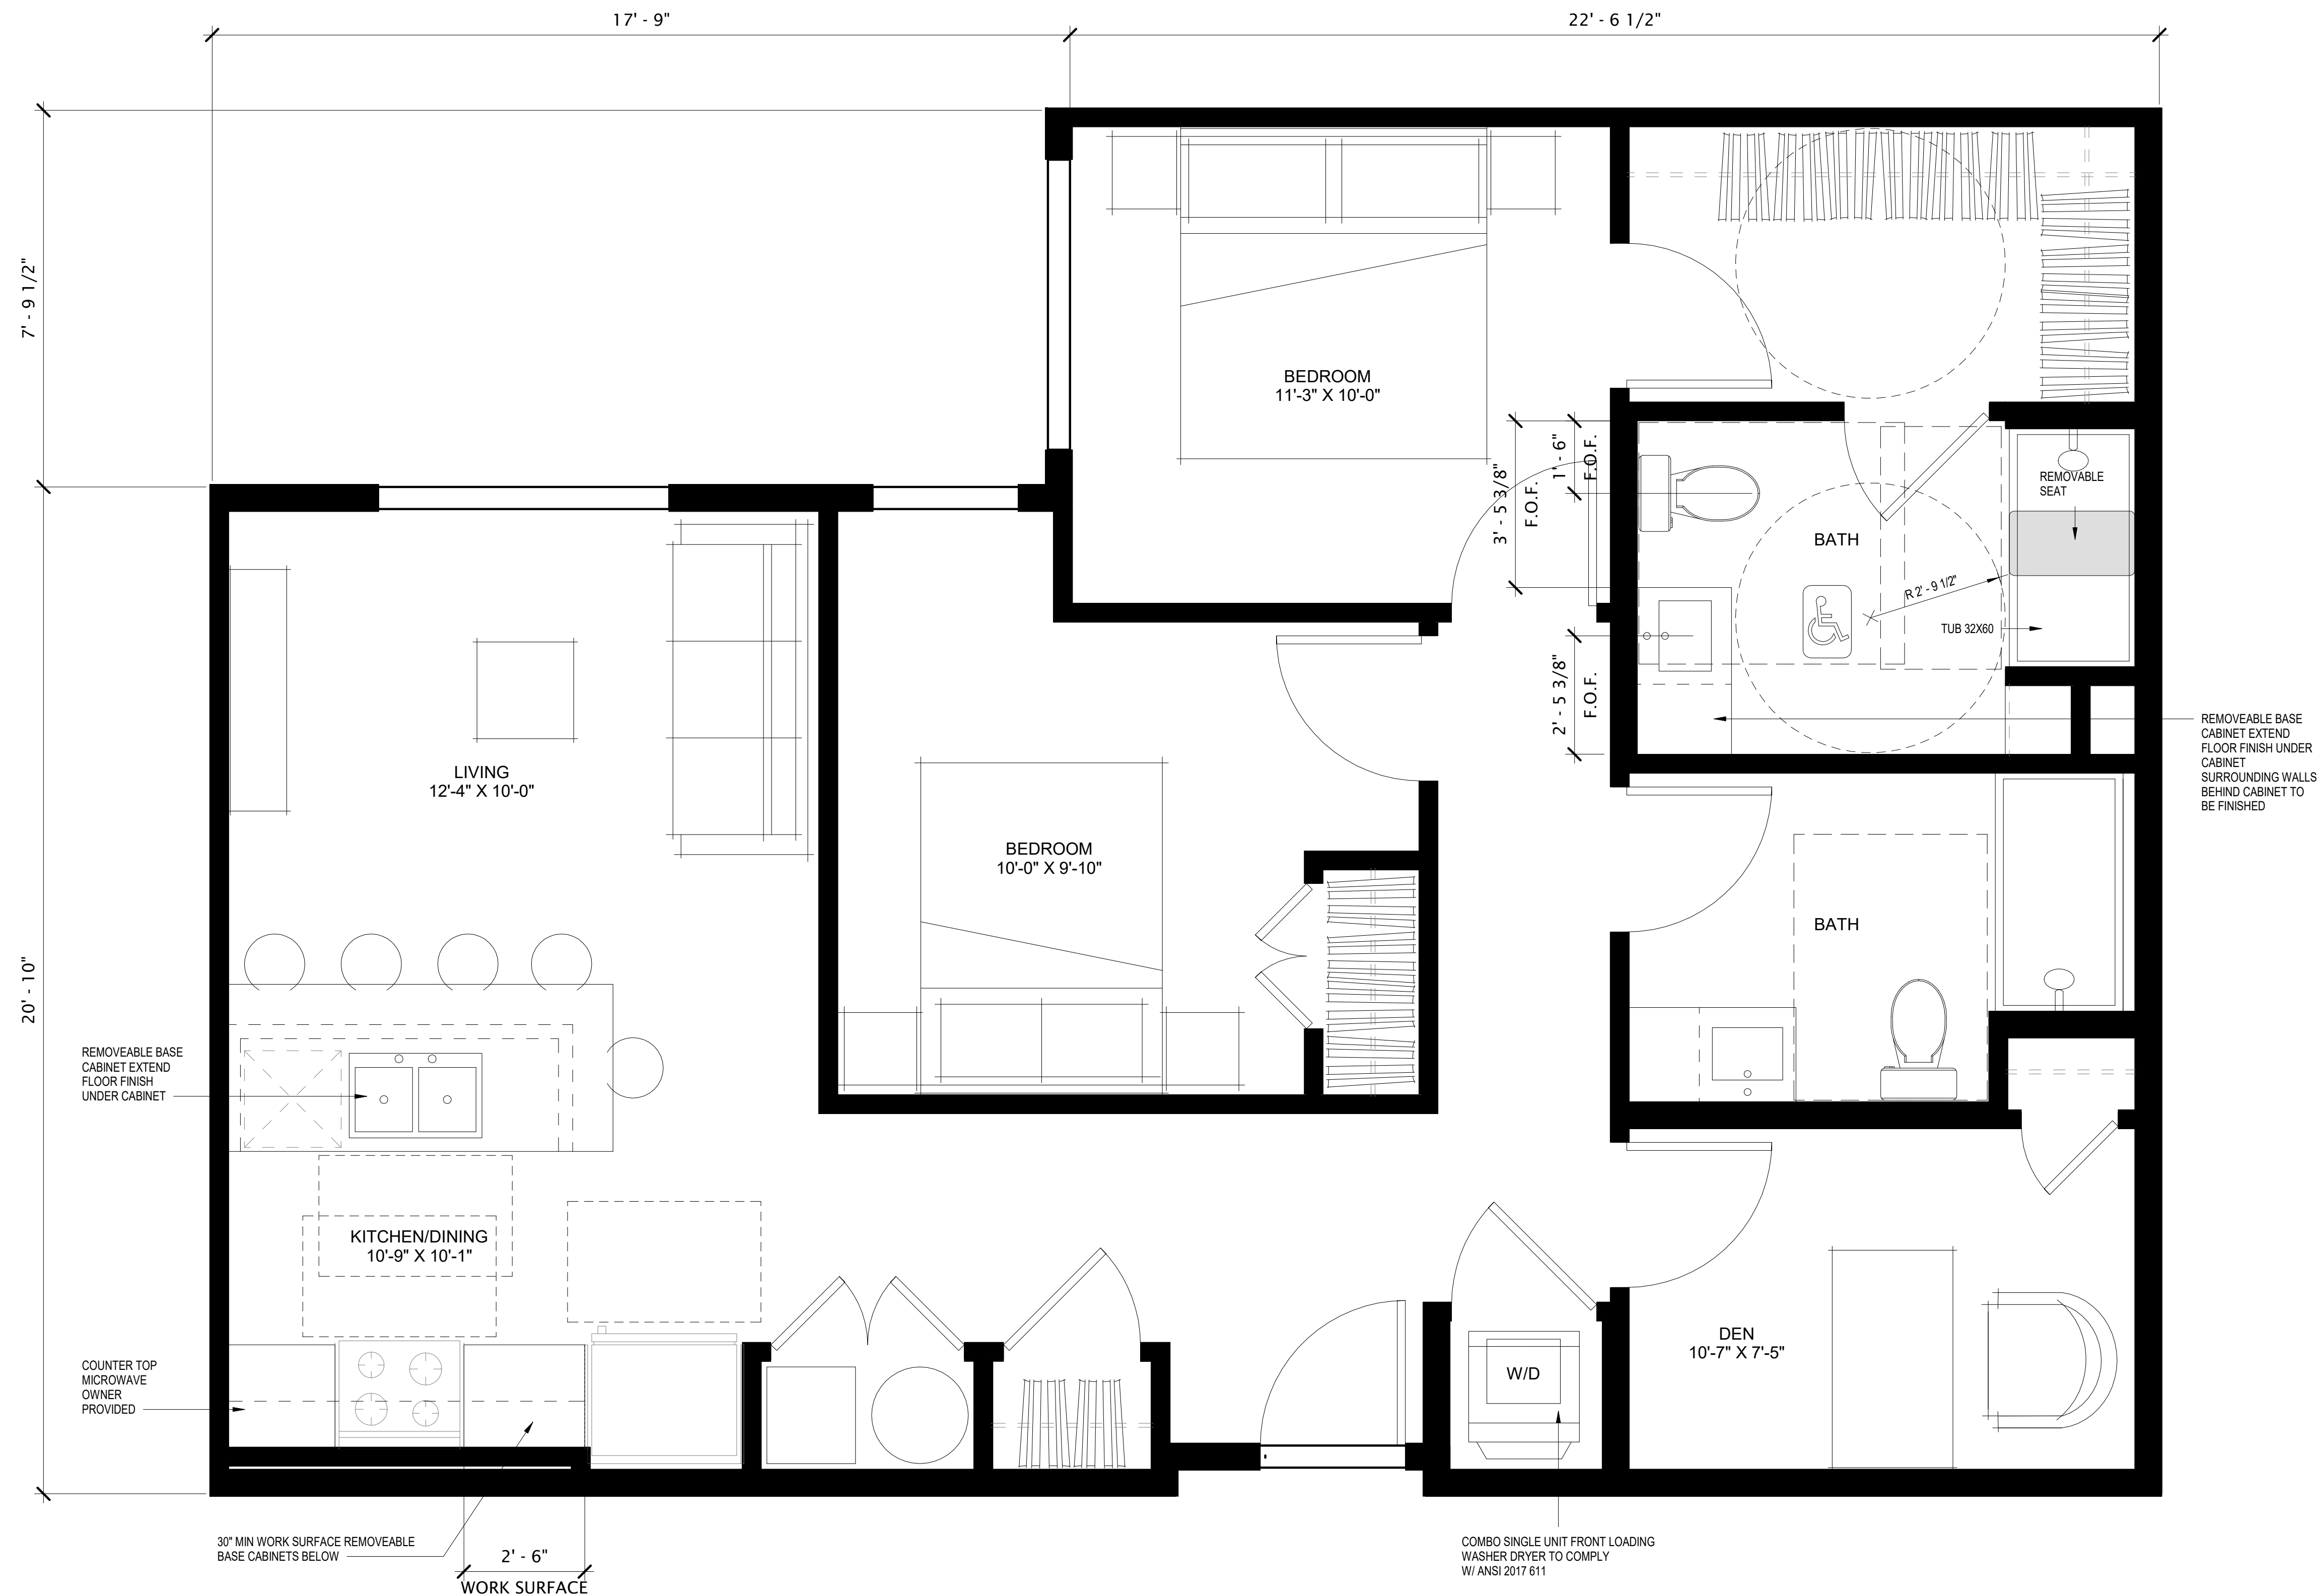 17' - 9"
22' - 6 1/2"
7' - 9 1/2"
20' - 10"
BEDROOM
11'-3" X 10'-0"
3' - 5 3/8"
F.O.F.
1' - 6"
F.O.F.
2' - 5 3/8"
F.O.F.
BATH
REMOVABLE
SEAT
R 2' - 9 1/2"
TUB 32X60
REMOVEABLE BASE
CABINET EXTEND
FLOOR FINISH UNDER
CABINET
SURROUNDING WALLS
BEHIND CABINET TO
BE FINISHED
LIVING
12'-4" X 10'-0"
BEDROOM
10'-0" X 9'-10"
BATH
REMOVEABLE BASE
CABINET EXTEND
FLOOR FINISH
UNDER CABINET
KITCHEN/DINING
10'-9" X 10'-1"
DEN
10'-7" X 7'-5"
W/D
COUNTER TOP
MICROWAVE
OWNER
PROVIDED
30" MIN WORK SURFACE REMOVEABLE
BASE CABINETS BELOW
2' - 6"
WORK SURFACE
COMBO SINGLE UNIT FRONT LOADING
WASHER DRYER TO COMPLY
W/ ANSI 2017 611